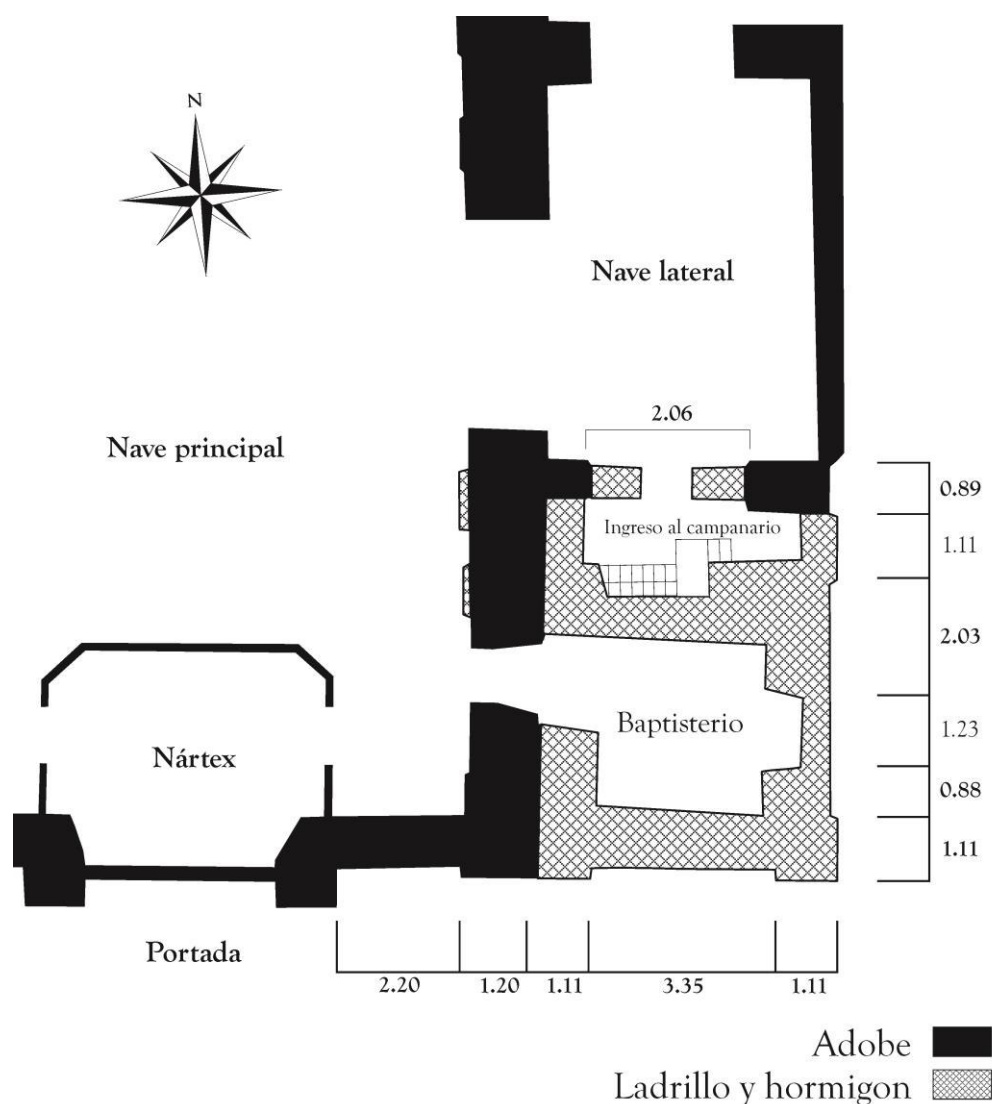 N
Nave lateral
2.06
Nave principal
0.89
Ingreso al campanario
1.11
2.03
Baptisterio
1.23
Nártex
0.88
1.11
Portada
2.20
1.20
1.11
3.35
1.11
Adobe
Ladrillo y hormigon